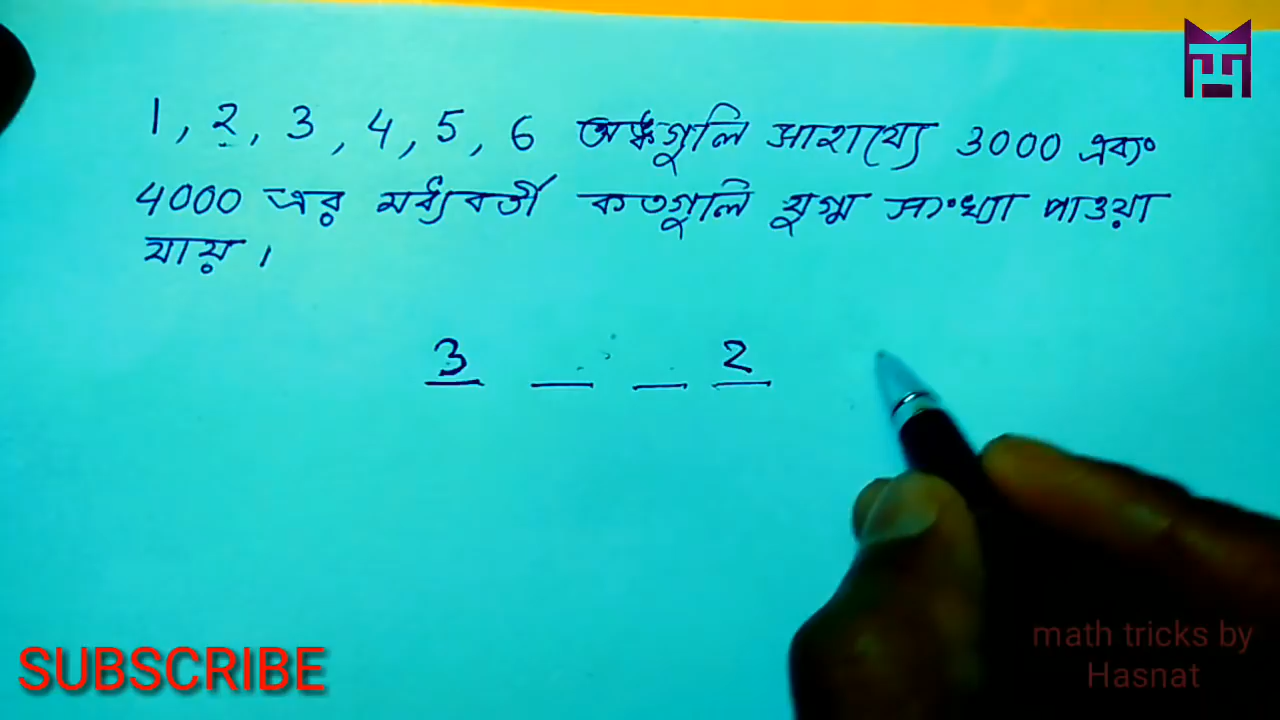 1, 2, 3, 4, 5, 6 অঙ্কগুলি সাহায্যে 3000 এবং
4000 এর মধ্যবর্তী কতগুলি যুগ্ম সংখ্যা পাওয়া
যায় ।
3 _ _ 2
SUBSCRIBE
math tricks by
Hasnat